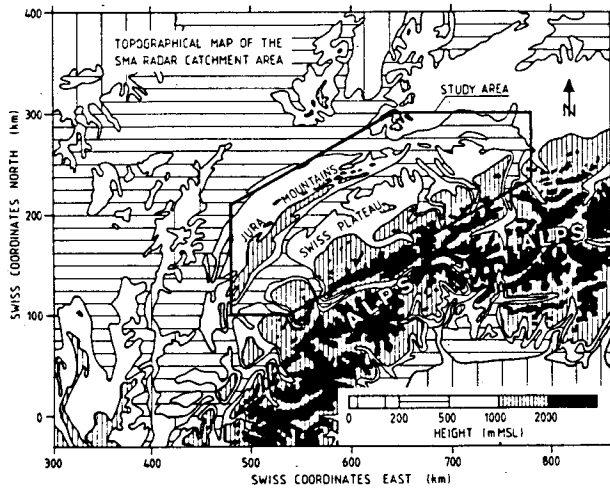 TOPOGRAPHICAL MAP OF THE
SMA RADAR CATCHMENT AREA
STUDY AREA
N
JURA MOUNTAINS
SWISS PLATEAU
ALPS
ALPS
400
300
200
100
0
SWISS COORDINATES NORTH (km)
0 200 500 1000 2000
HEIGHT (mMSL)
300 400 500 600 700 800
SWISS COORDINATES EAST (km)